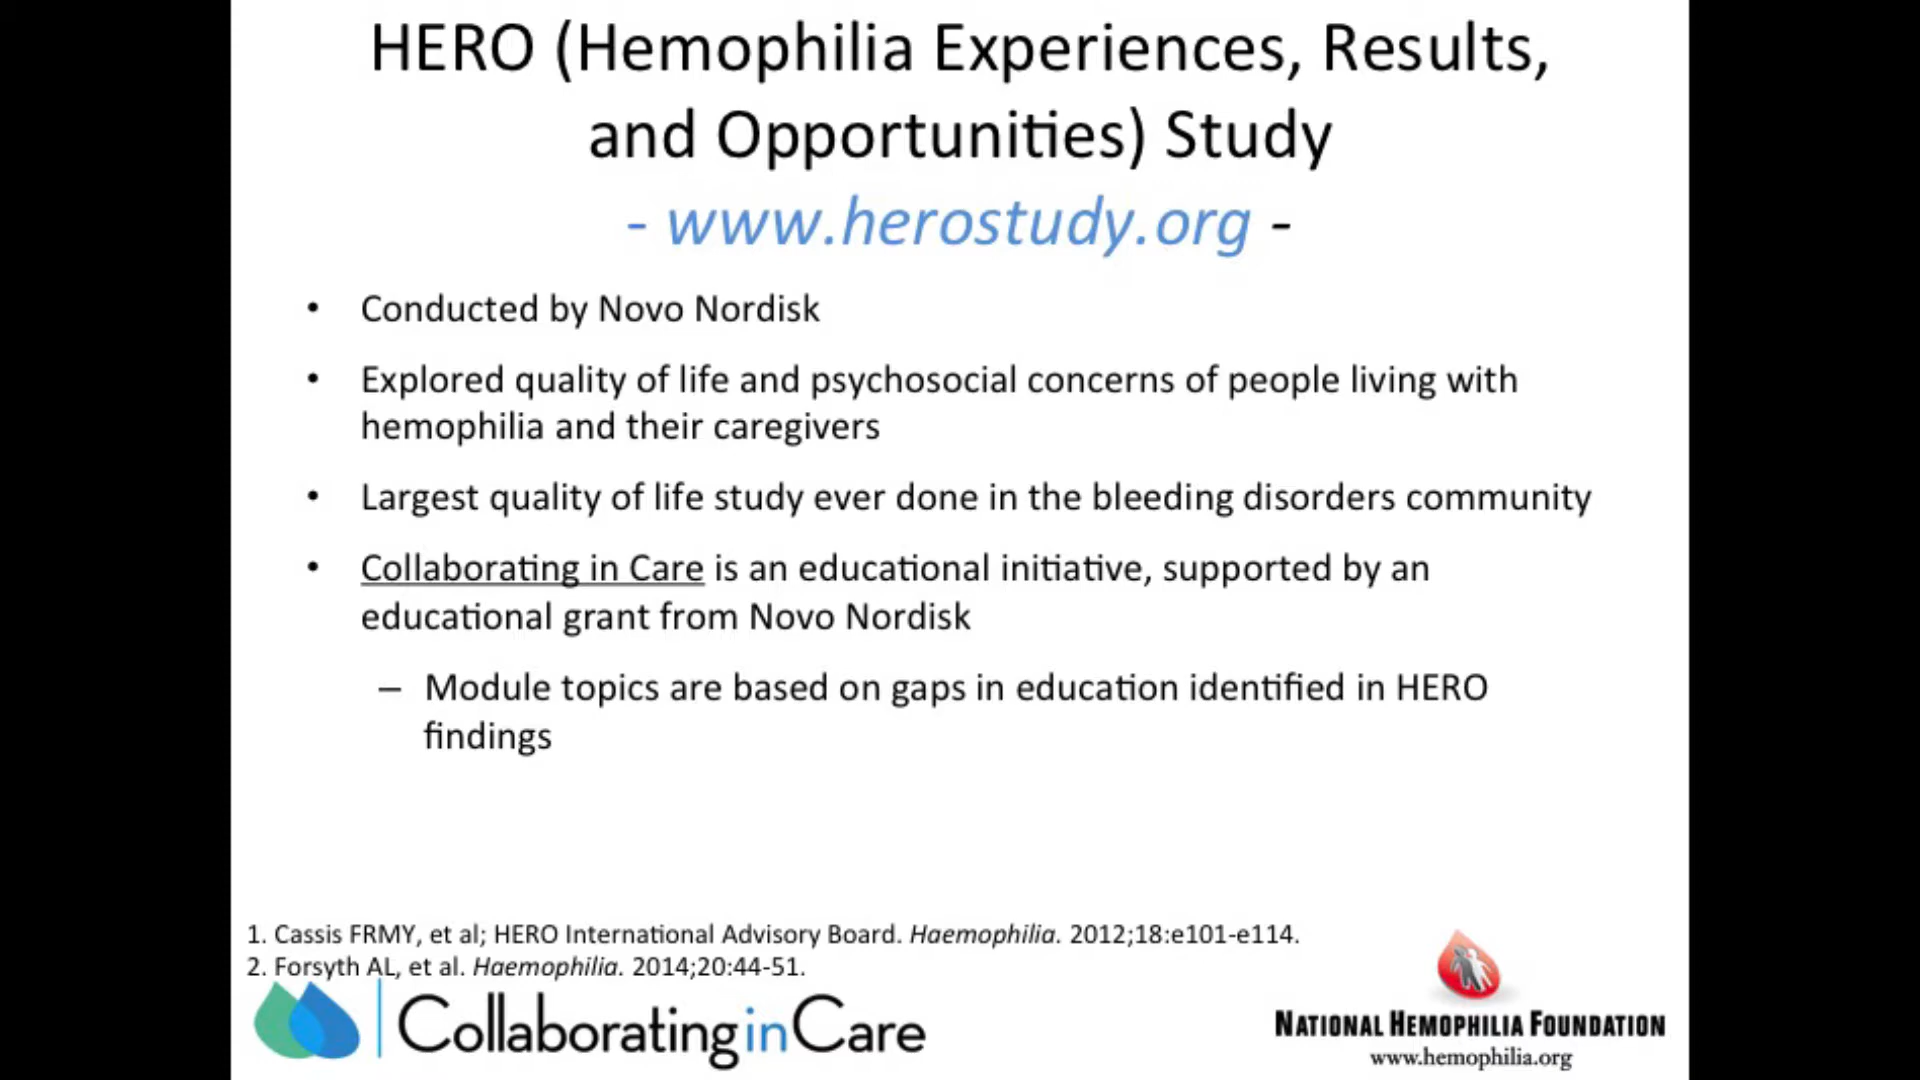 HERO (Hemophilia Experiences, Results,
and Opportunities) Study
- www.herostudy.org -
• Conducted by Novo Nordisk
• Explored quality of life and psychosocial concerns of people living with
hemophilia and their caregivers
• Largest quality of life study ever done in the bleeding disorders community
• Collaborating in Care is an educational initiative, supported by an
educational grant from Novo Nordisk
– Module topics are based on gaps in education identified in HERO
findings
1. Cassis FRMY, et al; HERO International Advisory Board. Haemophilia. 2012;18:e101-e114.
2. Forsyth AL, et al. Haemophilia. 2014;20:44-51.
Collaborating in Care
NATIONAL HEMOPHILIA FOUNDATION
www.hemophilia.org